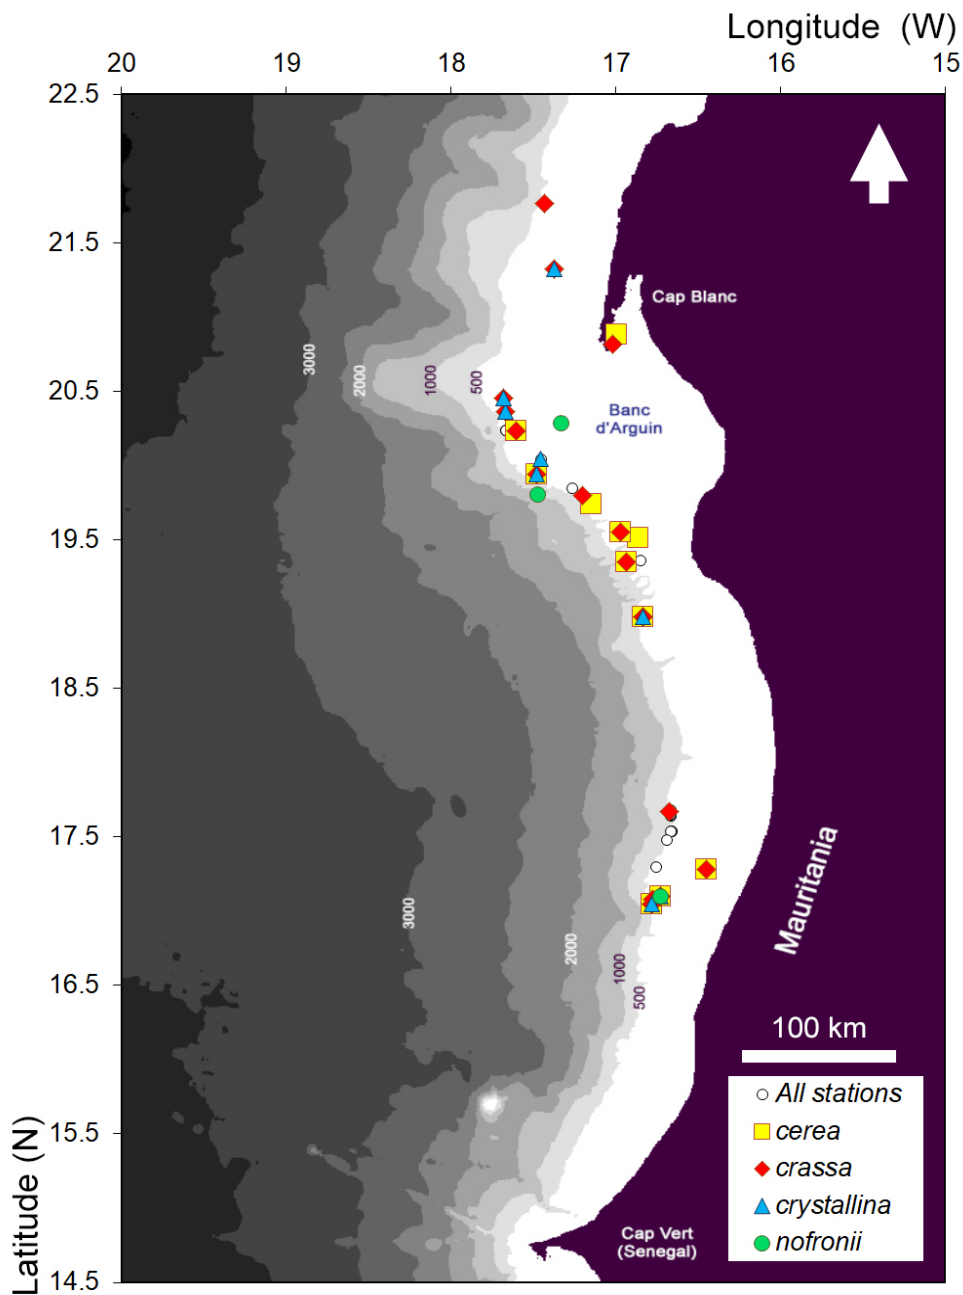 Longitude (W)
20 19 18 17 16 15
22.5
21.5
20.5
19.5
18.5
17.5
16.5
15.5
14.5
Latitude (N)
Cap Blanc
3000
2000
1000
500
Banc
d'Arguin
Mauritania
3000
2000
1000
500
100 km
All stations
cerea
crassa
crystallina
nofronii
Cap Vert
(Senegal)